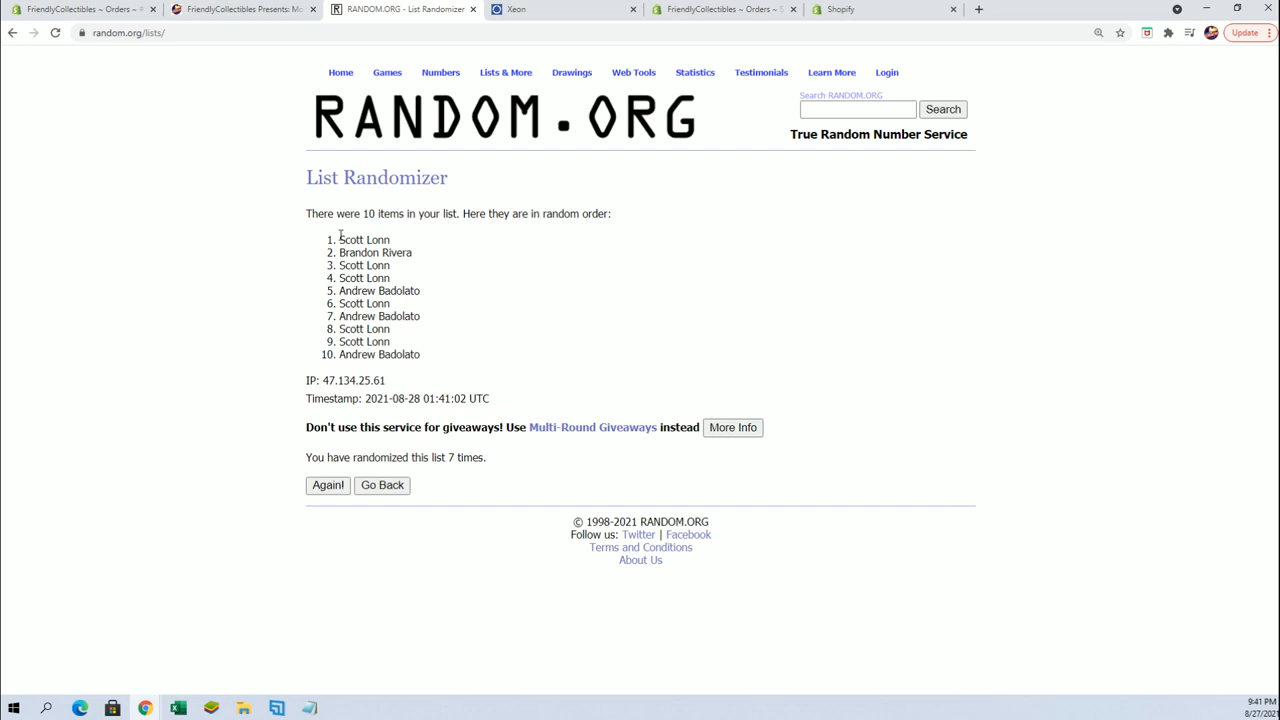 FriendlyCollectibles ~ Orders ~
FriendlyCollectibles Presents: Mo
RANDOM.ORG - List Randomizer
Xeon
FriendlyCollectibles ~ Orders ~ S
Shopify
random.org/lists/
Update
Home Games Numbers Lists & More Drawings Web Tools Statistics Testimonials Learn More Login
RANDOM.ORG
Search RANDOM.ORG
Search
True Random Number Service
List Randomizer
There were 10 items in your list. Here they are in random order:
1. Scott Lonn
2. Brandon Rivera
3. Scott Lonn
4. Scott Lonn
5. Andrew Badolato
6. Scott Lonn
7. Andrew Badolato
8. Scott Lonn
9. Scott Lonn
10. Andrew Badolato
IP: 47.134.25.61
Timestamp: 2021-08-28 01:41:02 UTC
Don't use this service for giveaways! Use Multi-Round Giveaways instead More Info
You have randomized this list 7 times.
Again! Go Back
© 1998-2021 RANDOM.ORG
Follow us: Twitter | Facebook
Terms and Conditions
About Us
9:41 PM
8/27/2021